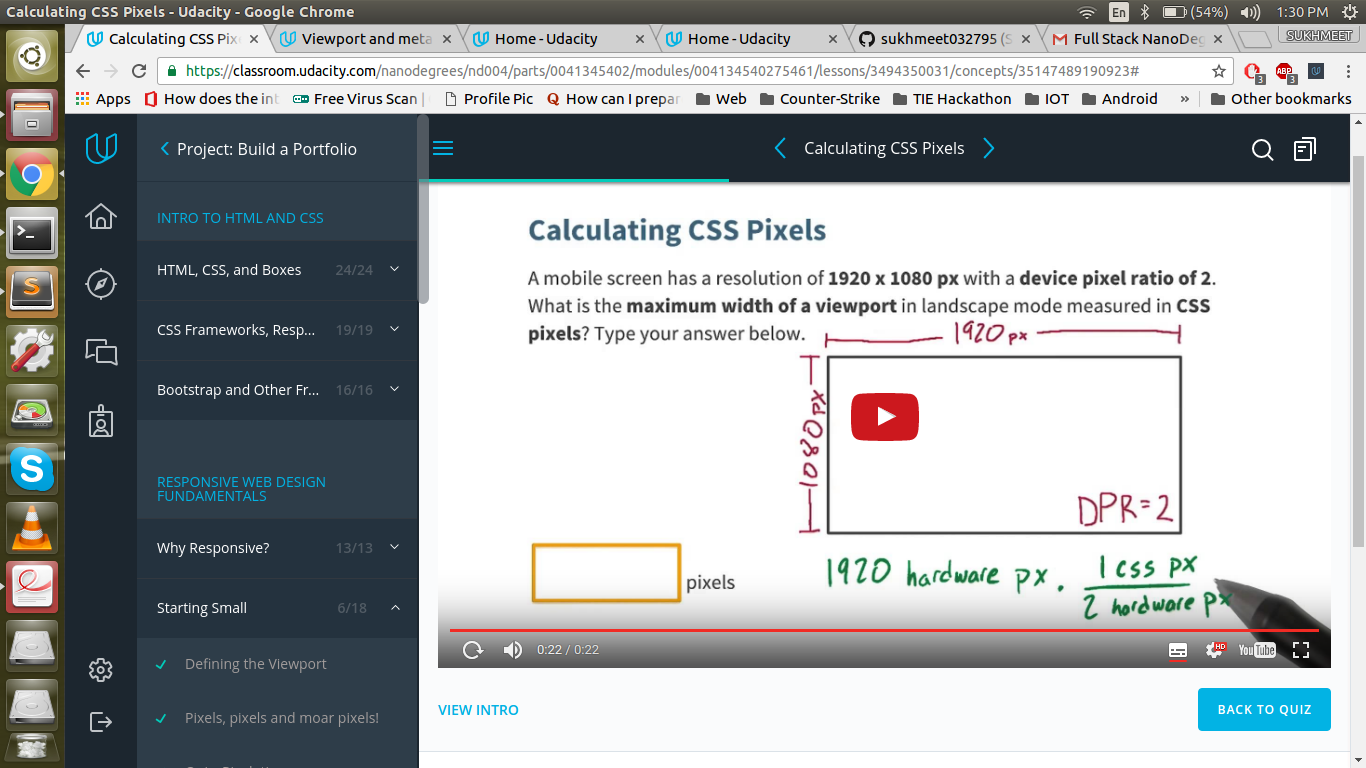 Calculating CSS Pixels - Udacity - Google Chrome
En
(54%)
1:30 PM
SUKHMEET
Calculating CSS Pix
Viewport and meta
Home - Udacity
Home - Udacity
sukhmeet032795 (S
Full Stack NanoDeg
https://classroom.udacity.com/nanodegrees/nd004/parts/0041345402/modules/004134540275461/lessons/3494350031/concepts/35147489190923#
3
ABP
3
Apps
How does the int
Free Virus Scan |
Profile Pic
How can I prepar
Web
Counter-Strike
TIE Hackathon
IOT
Android
»
Other bookmarks
Project: Build a Portfolio
Calculating CSS Pixels
INTRO TO HTML AND CSS
HTML, CSS, and Boxes 24/24
CSS Frameworks, Resp... 19/19
Bootstrap and Other Fr... 16/16
RESPONSIVE WEB DESIGN
FUNDAMENTALS
Why Responsive? 13/13
Starting Small 6/18
Defining the Viewport
Pixels, pixels and moar pixels!
Calculating CSS Pixels
A mobile screen has a resolution of 1920 x 1080 px with a device pixel ratio of 2.
What is the maximum width of a viewport in landscape mode measured in CSS
pixels? Type your answer below.
1920 px
1080 px
DPR=2
pixels
1920 hardware px . 1 css px
2 hardware px
0:22 / 0:22
HD
YouTube
VIEW INTRO
BACK TO QUIZ